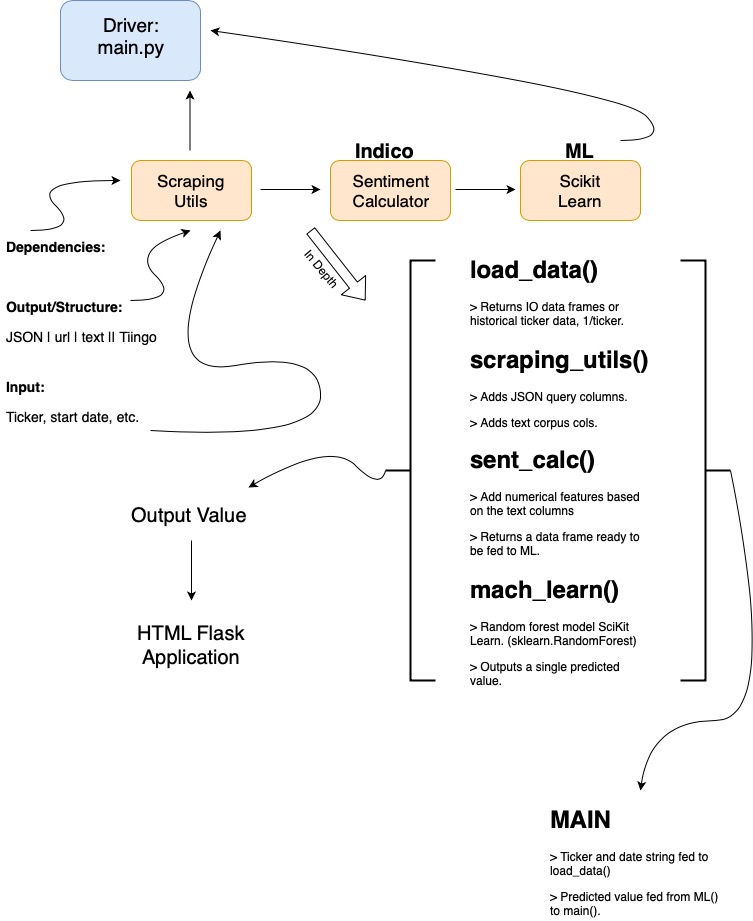 Driver:
main.py
Indico
ML
Scraping
Utils
Sentiment
Calculator
Scikit
Learn
Dependencies:
Output/Structure:
JSON | url | text || Tiingo
Input:
Ticker, start date, etc.
In Depth
load_data()
> Returns IO data frames or
historical ticker data, 1/ticker.
scraping_utils()
> Adds JSON query columns.
> Adds text corpus cols.
sent_calc()
> Add numerical features based
on the text columns
> Returns a data frame ready to
be fed to ML.
mach_learn()
> Random forest model SciKit
Learn. (sklearn.RandomForest)
> Outputs a single predicted
value.
Output Value
HTML Flask
Application
MAIN
> Ticker and date string fed to
load_data()
> Predicted value fed from ML()
to main().